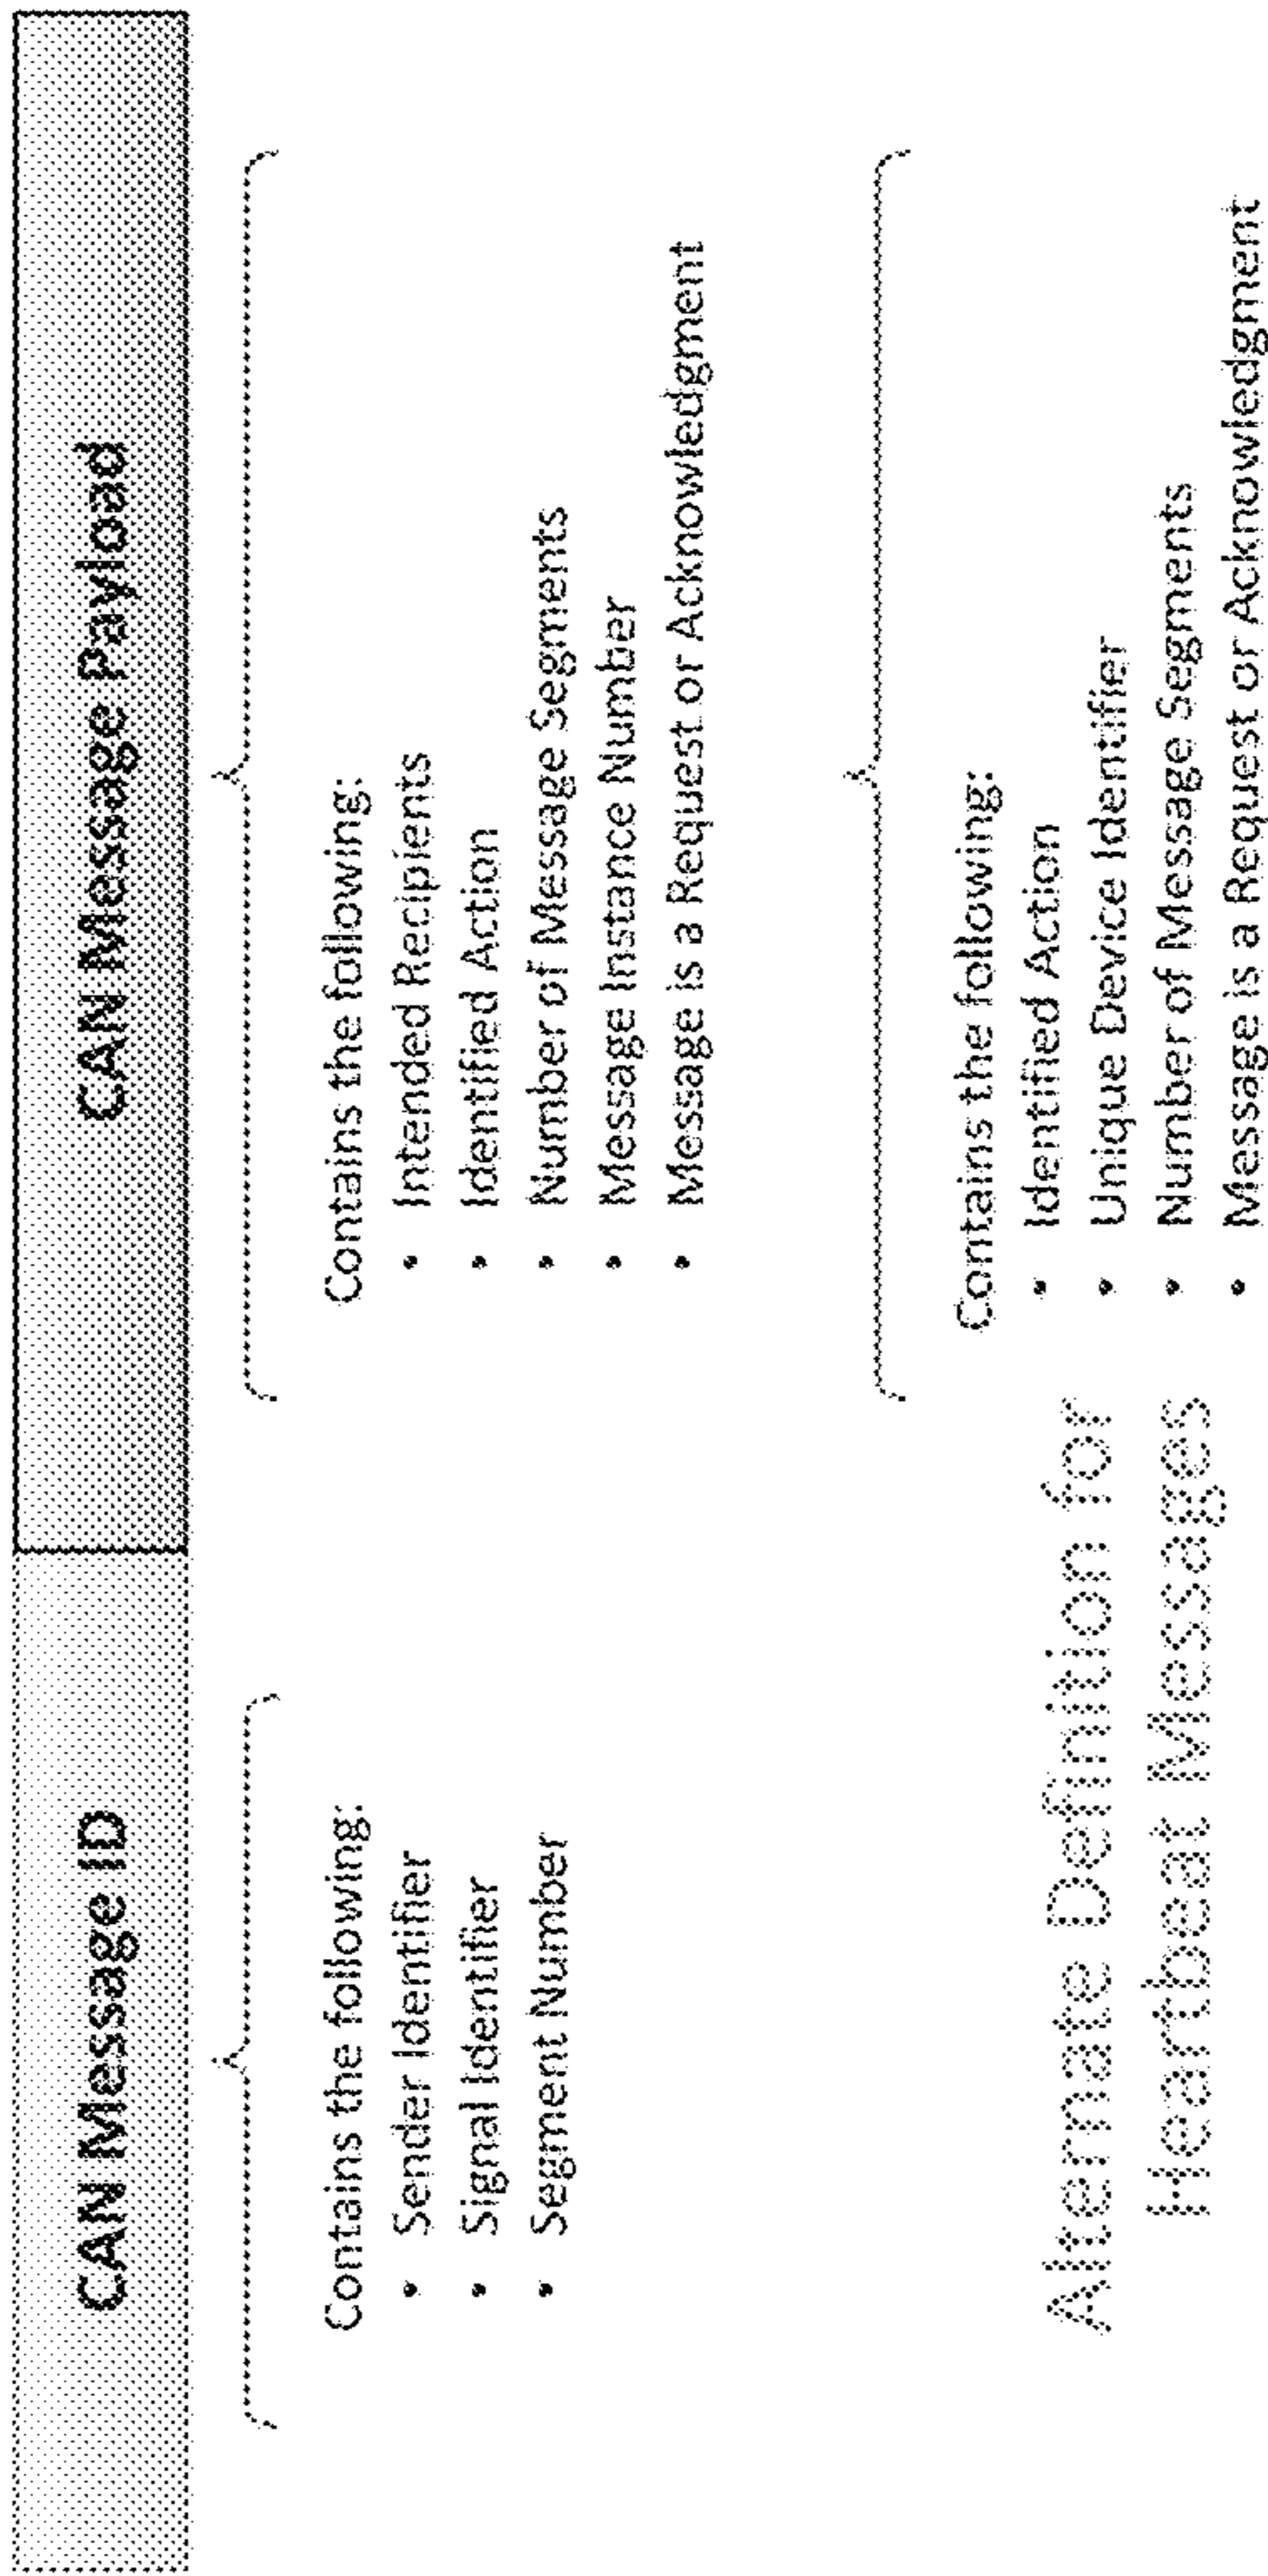 CAN Message ID
CAN Message Payload
Contains the following:
• Sender Identifier
• Signal Identifier
• Segment Number
Contains the following:
• Intended Recipients
• Identified Action
• Number of Message Segments
• Message Instance Number
• Message is a Request or Acknowledgment
Alternate Definition for
Heartbeat Messages
Contains the following:
• Identified Action
• Unique Device Identifier
• Number of Message Segments
• Message is a Request or Acknowledgment